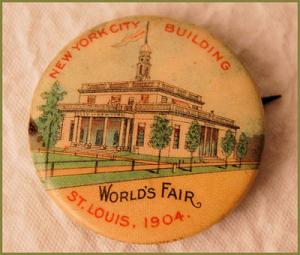 NEW YORK CITY BUILDING
WORLD'S FAIR
ST. LOUIS, 1904.